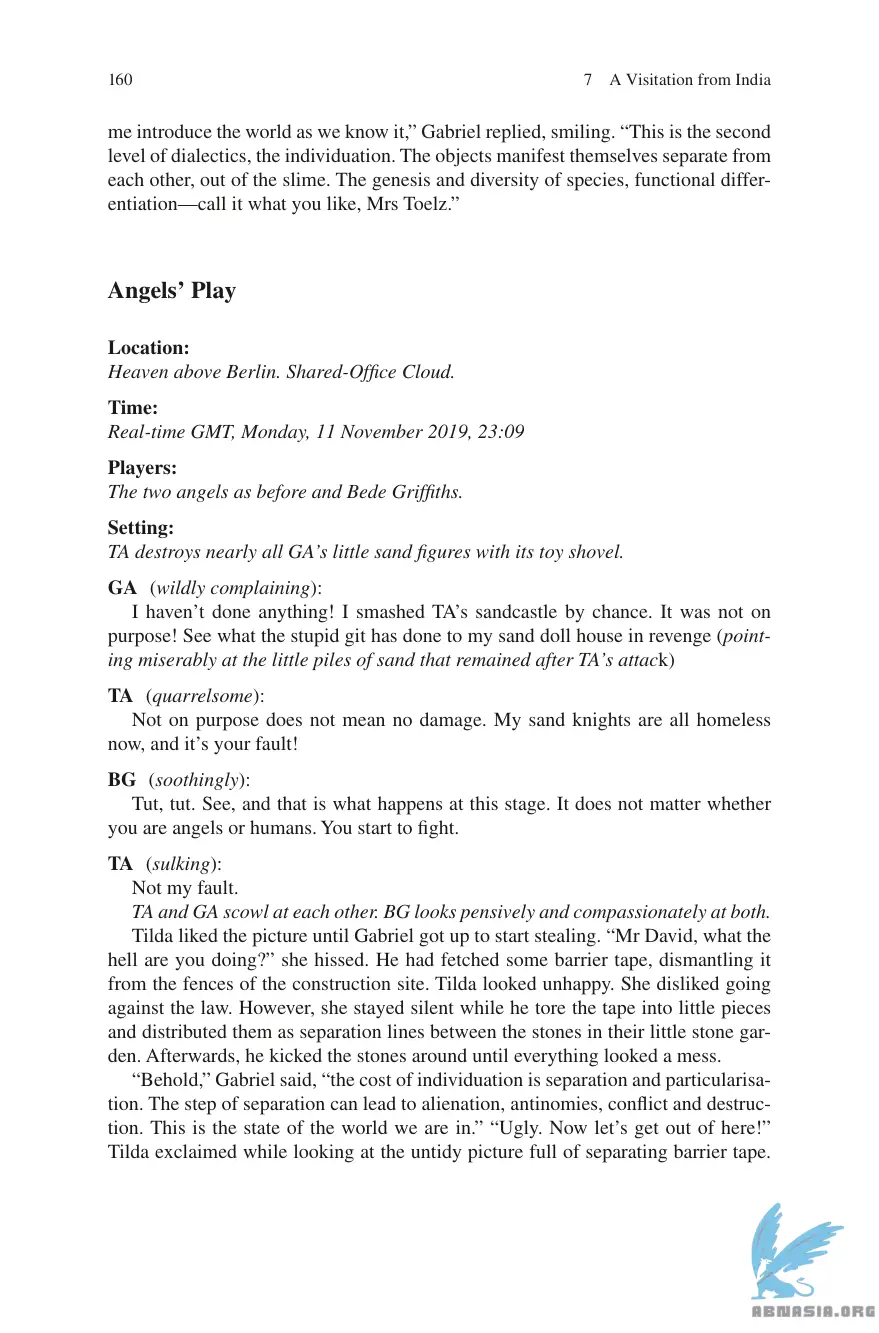 160
7 A Visitation from India
me introduce the world as we know it,” Gabriel replied, smiling. “This is the second
level of dialectics, the individuation. The objects manifest themselves separate from
each other, out of the slime. The genesis and diversity of species, functional differ-
entiation—call it what you like, Mrs Toelz.”
Angels’ Play
Location:
Heaven above Berlin. Shared-Office Cloud.
Time:
Real-time GMT, Monday, 11 November 2019, 23:09
Players:
The two angels as before and Bede Griffiths.
Setting:
TA destroys nearly all GA’s little sand figures with its toy shovel.
GA (wildly complaining):
I haven’t done anything! I smashed TA’s sandcastle by chance. It was not on
purpose! See what the stupid git has done to my sand doll house in revenge (point-
ing miserably at the little piles of sand that remained after TA’s attack)
TA (quarrelsome):
Not on purpose does not mean no damage. My sand knights are all homeless
now, and it’s your fault!
BG (soothingly):
Tut, tut. See, and that is what happens at this stage. It does not matter whether
you are angels or humans. You start to fight.
TA (sulking):
Not my fault.
TA and GA scowl at each other. BG looks pensively and compassionately at both.
Tilda liked the picture until Gabriel got up to start stealing. “Mr David, what the
hell are you doing?” she hissed. He had fetched some barrier tape, dismantling it
from the fences of the construction site. Tilda looked unhappy. She disliked going
against the law. However, she stayed silent while he tore the tape into little pieces
and distributed them as separation lines between the stones in their little stone gar-
den. Afterwards, he kicked the stones around until everything looked a mess.
“Behold,” Gabriel said, “the cost of individuation is separation and particularisa-
tion. The step of separation can lead to alienation, antinomies, conflict and destruc-
tion. This is the state of the world we are in.” “Ugly. Now let’s get out of here!”
Tilda exclaimed while looking at the untidy picture full of separating barrier tape.
ABNASIA.ORG